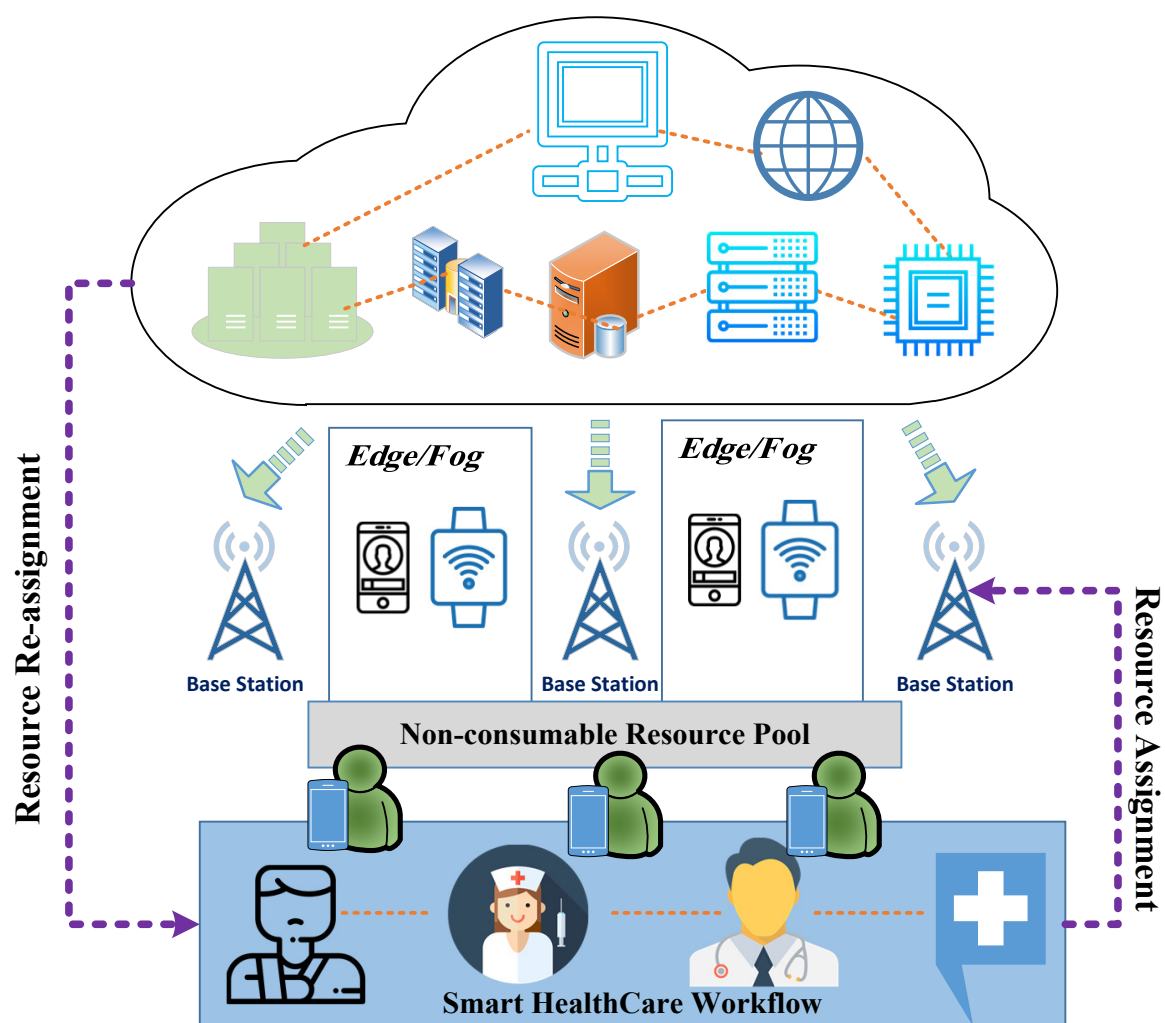 Edge/Fog
Edge/Fog
Resource Re-assignment
Resource Assignment
Base Station
Base Station
Base Station
Non-consumable Resource Pool
Smart HealthCare Workflow